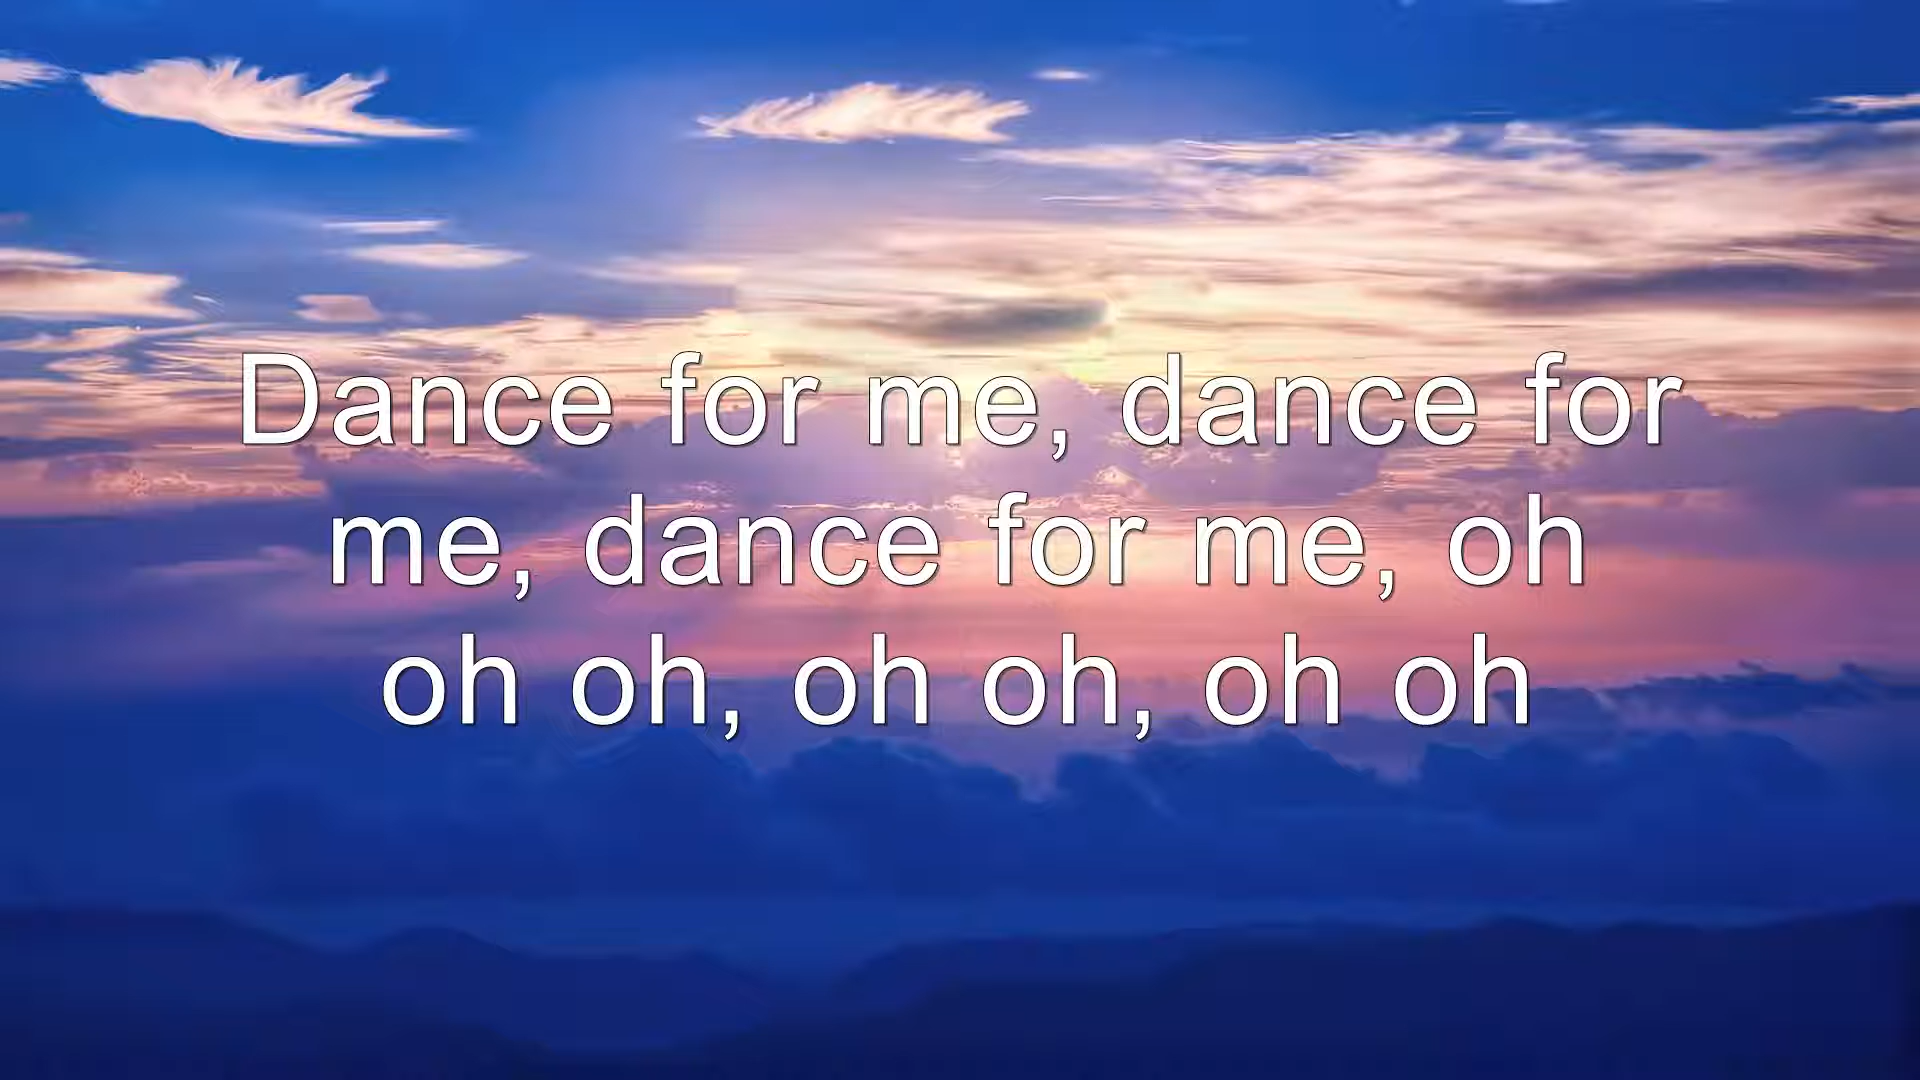 Dance for me, dance for
me, dance for me, oh
oh oh, oh oh, oh oh